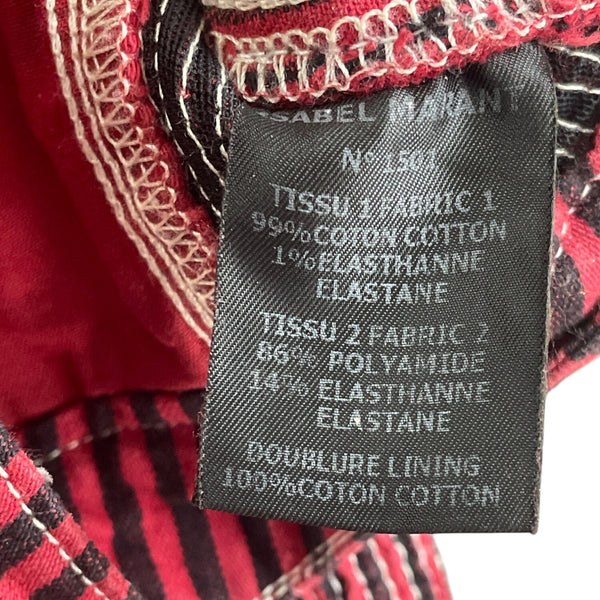 ISABEL MARANT
N° 1501
TISSU 1 FABRIC 1
99%COTON COTTON
1%ELASTHANNE
ELASTANE
TISSU 2 FABRIC 2
86% POLYAMIDE
14% ELASTHANNE
ELASTANE
DOUBLURE LINING
100%COTON COTTON